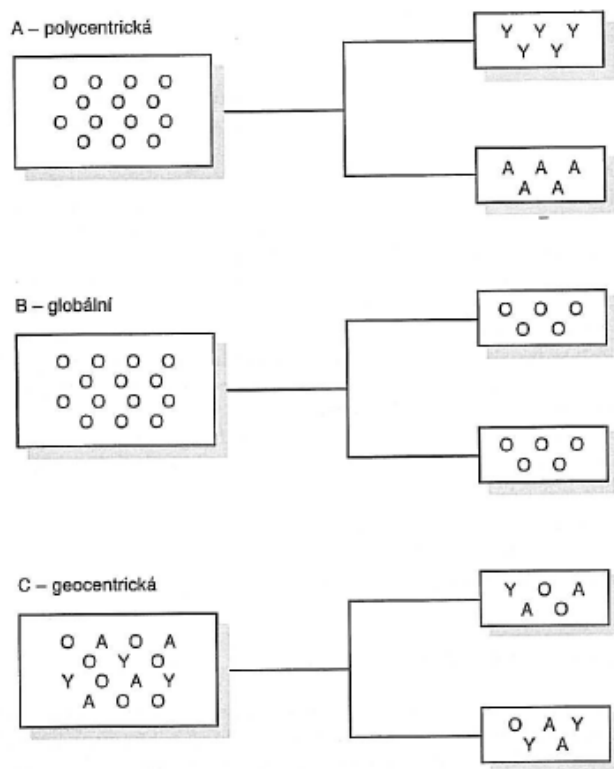 A – polycentrická
O O O O
O O O
O O O O
O O O
Y Y Y
Y Y
A A A
A A
B – globální
O O O O
O O O
O O O O
O O O
O O O
O O
O O O
O O
C – geocentrická
O A O A
O Y O
Y O A Y
A O O
Y O A
A O
O A Y
Y A